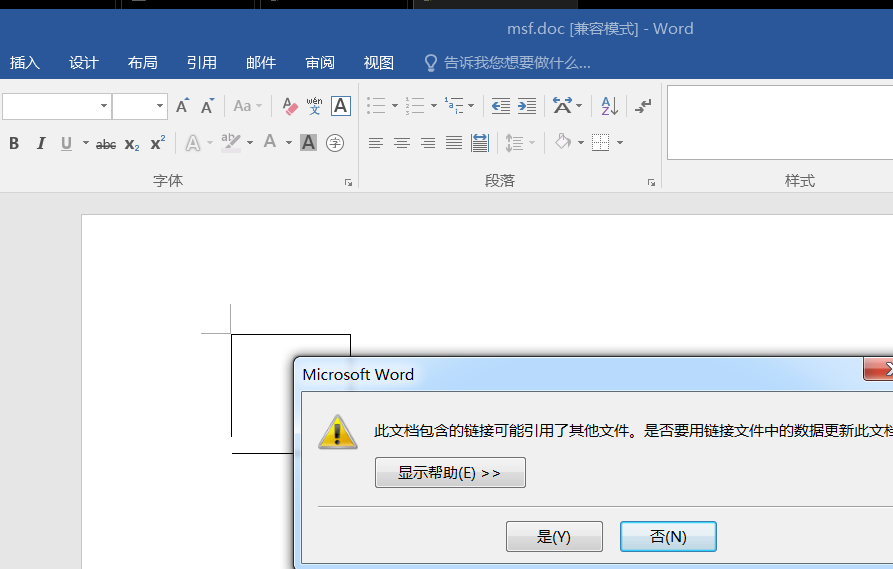 msf.doc [兼容模式] - Word
插入 设计 布局 引用 邮件 审阅 视图 告诉我您想要做什么...
A A Aa A wén 文 A
B I U abc x₂ x² A ab A A 字
字体 段落 样式
Microsoft Word
此文档包含的链接可能引用了其他文件。是否要用链接文件中的数据更新此文档
显示帮助(E) >>
是(Y) 否(N)